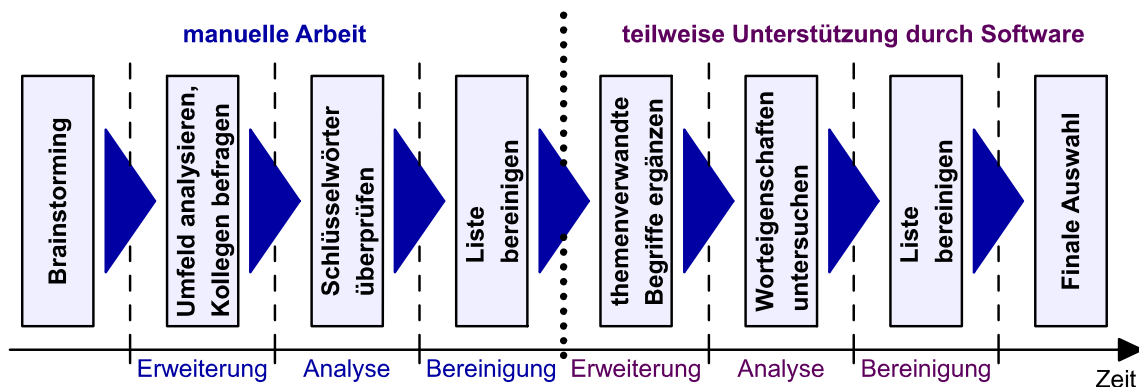 manuelle Arbeit
teilweise Unterstützung durch Software
Brainstorming
Umfeld analysieren,
Kollegen befragen
Schlüsselwörter
überprüfen
Liste
bereinigen
themenverwandte
Begriffe ergänzen
Worteigenschaften
untersuchen
Liste
bereinigen
Finale Auswahl
Erweiterung
Analyse
Bereinigung
Erweiterung
Analyse
Bereinigung
Zeit